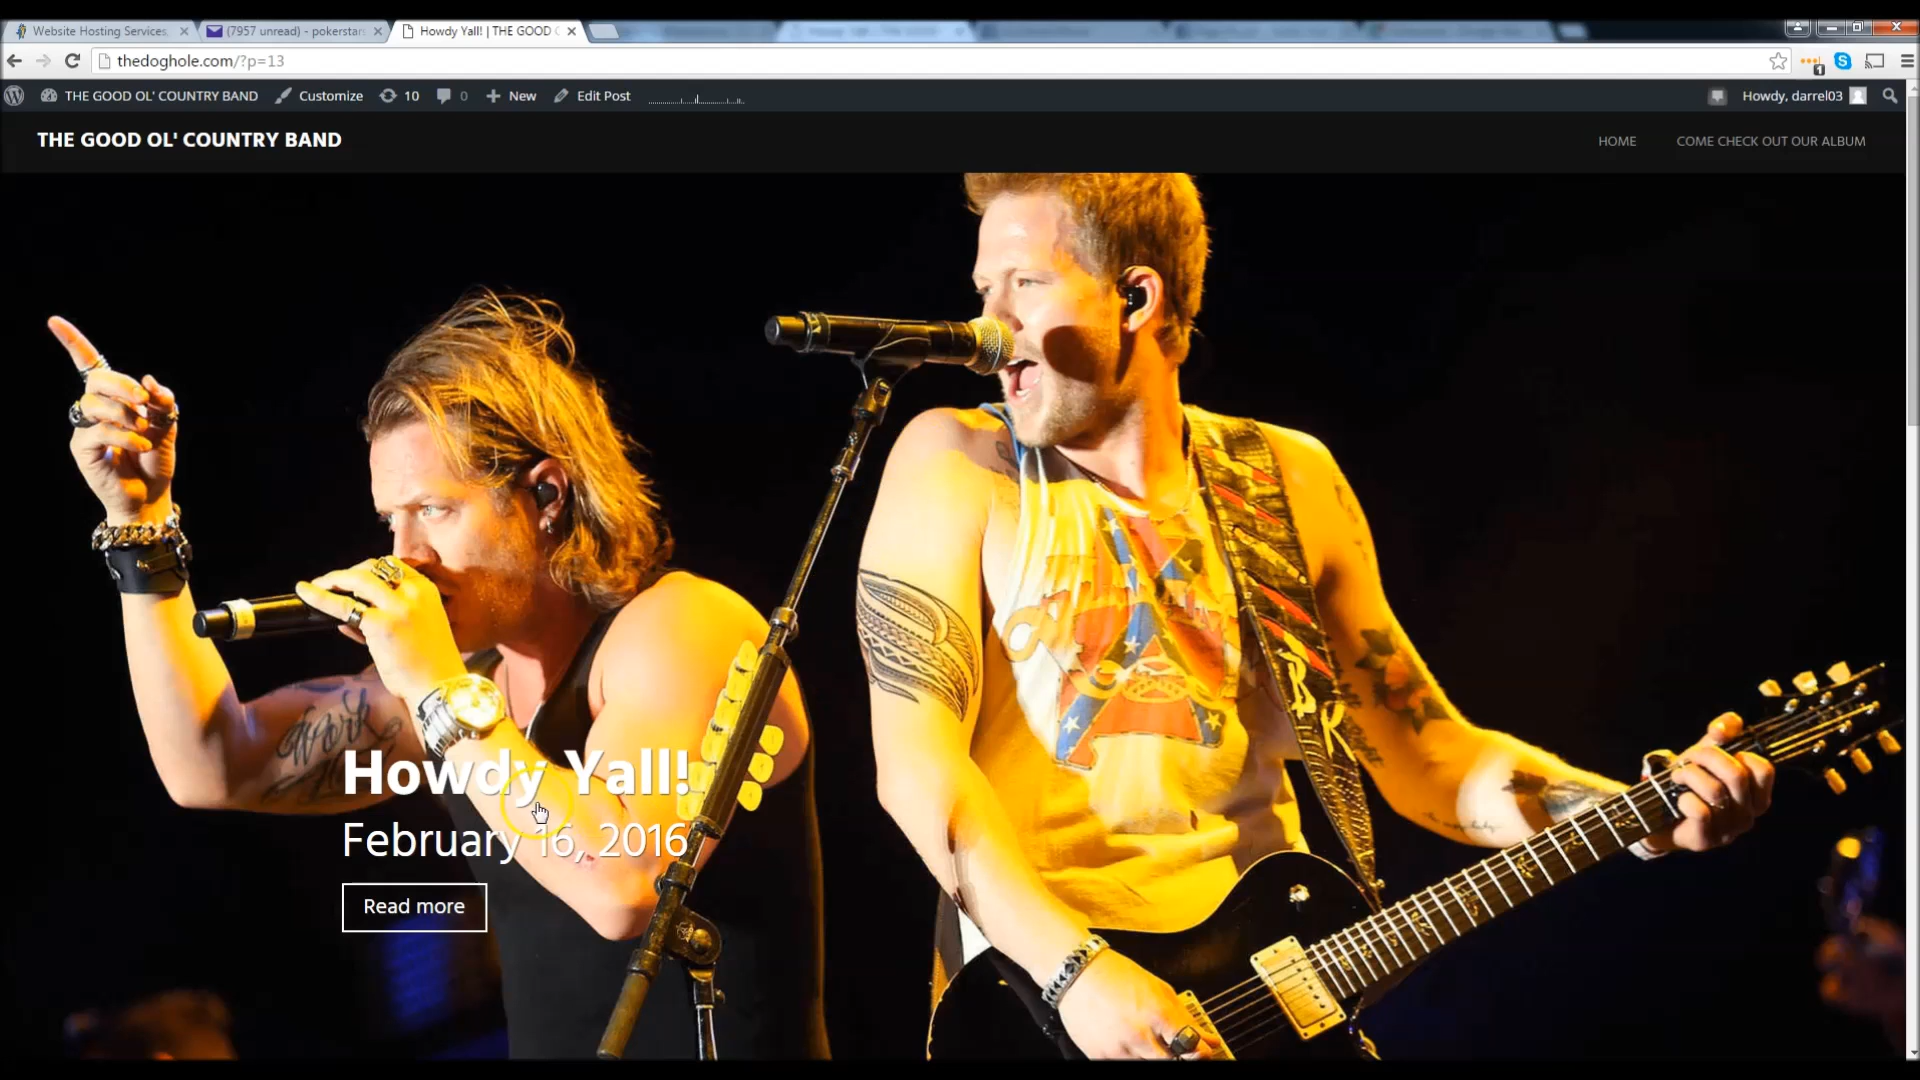 Website Hosting Services,
(7957 unread) - pokerstar
Howdy Yall! | THE GOOD
thedoghole.com/?p=13
1
THE GOOD OL' COUNTRY BAND
Customize
10
0
New
Edit Post
Howdy, darrel03
THE GOOD OL' COUNTRY BAND
HOME
COME CHECK OUT OUR ALBUM
Howdy Yall!
February 16, 2016
Read more
Work
B
K